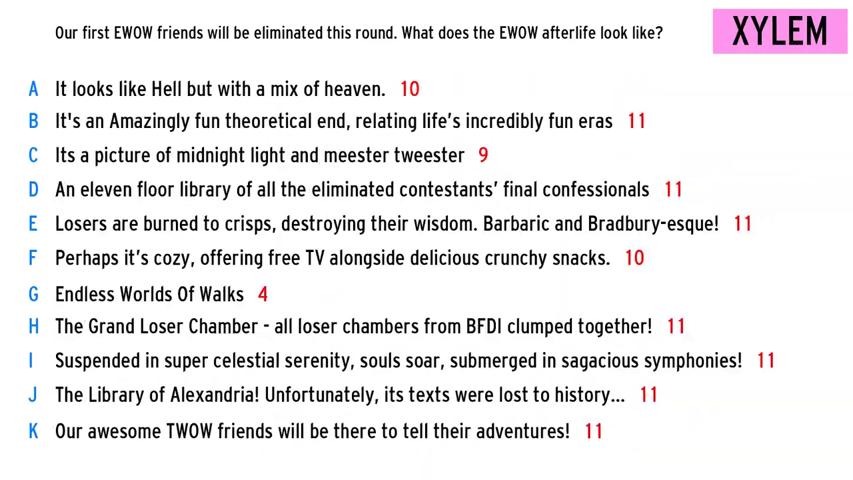 Our first EWOW friends will be eliminated this round. What does the EWOW afterlife look like?
XYLEM
A It looks like Hell but with a mix of heaven. 10
B It's an Amazingly fun theoretical end, relating life's incredibly fun eras 11
C Its a picture of midnight light and meester tweester 9
D An eleven floor library of all the eliminated contestants' final confessionals 11
E Losers are burned to crisps, destroying their wisdom. Barbaric and Bradbury-esque! 11
F Perhaps it's cozy, offering free TV alongside delicious crunchy snacks. 10
G Endless Worlds Of Walks 4
H The Grand Loser Chamber - all loser chambers from BFDI clumped together! 11
I Suspended in super celestial serenity, souls soar, submerged in sagacious symphonies! 11
J The Library of Alexandria! Unfortunately, its texts were lost to history... 11
K Our awesome TWOW friends will be there to tell their adventures! 11